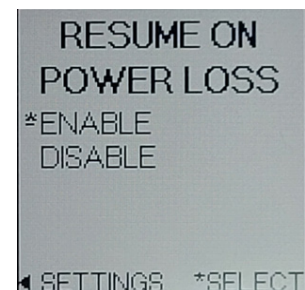 RESUME ON
POWER LOSS
*ENABLE
DISABLE
◄ SETTINGS *SELECT